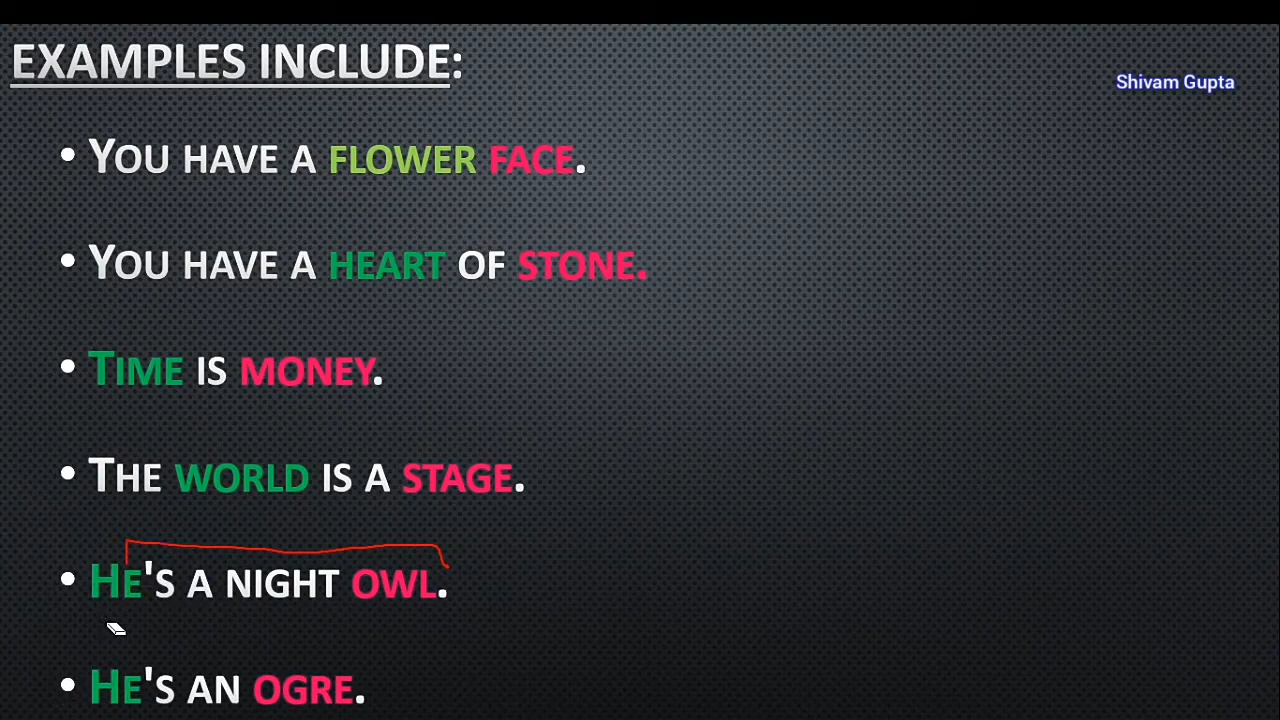 EXAMPLES INCLUDE:
Shivam Gupta
• YOU HAVE A FLOWER FACE.
• YOU HAVE A HEART OF STONE.
• TIME IS MONEY.
• THE WORLD IS A STAGE.
• HE'S A NIGHT OWL.
• HE'S AN OGRE.